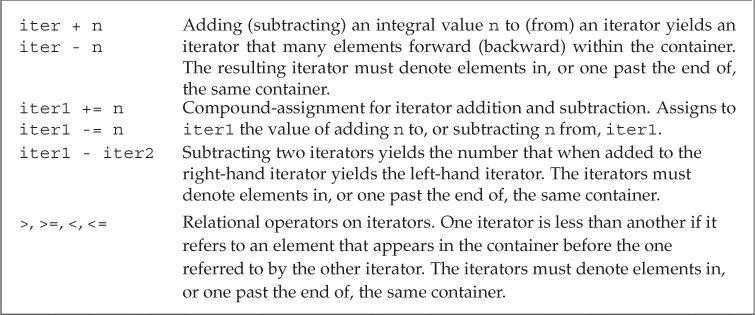 iter + n Adding (subtracting) an integral value n to (from) an iterator yields an
iter - n iterator that many elements forward (backward) within the container.
The resulting iterator must denote elements in, or one past the end of,
the same container.
iter1 += n Compound-assignment for iterator addition and subtraction. Assigns to
iter1 -= n iter1 the value of adding n to, or subtracting n from, iter1.
iter1 - iter2 Subtracting two iterators yields the number that when added to the
right-hand iterator yields the left-hand iterator. The iterators must
denote elements in, or one past the end of, the same container.
>, >=, <, <= Relational operators on iterators. One iterator is less than another if it
refers to an element that appears in the container before the one
referred to by the other iterator. The iterators must denote elements in,
or one past the end of, the same container.